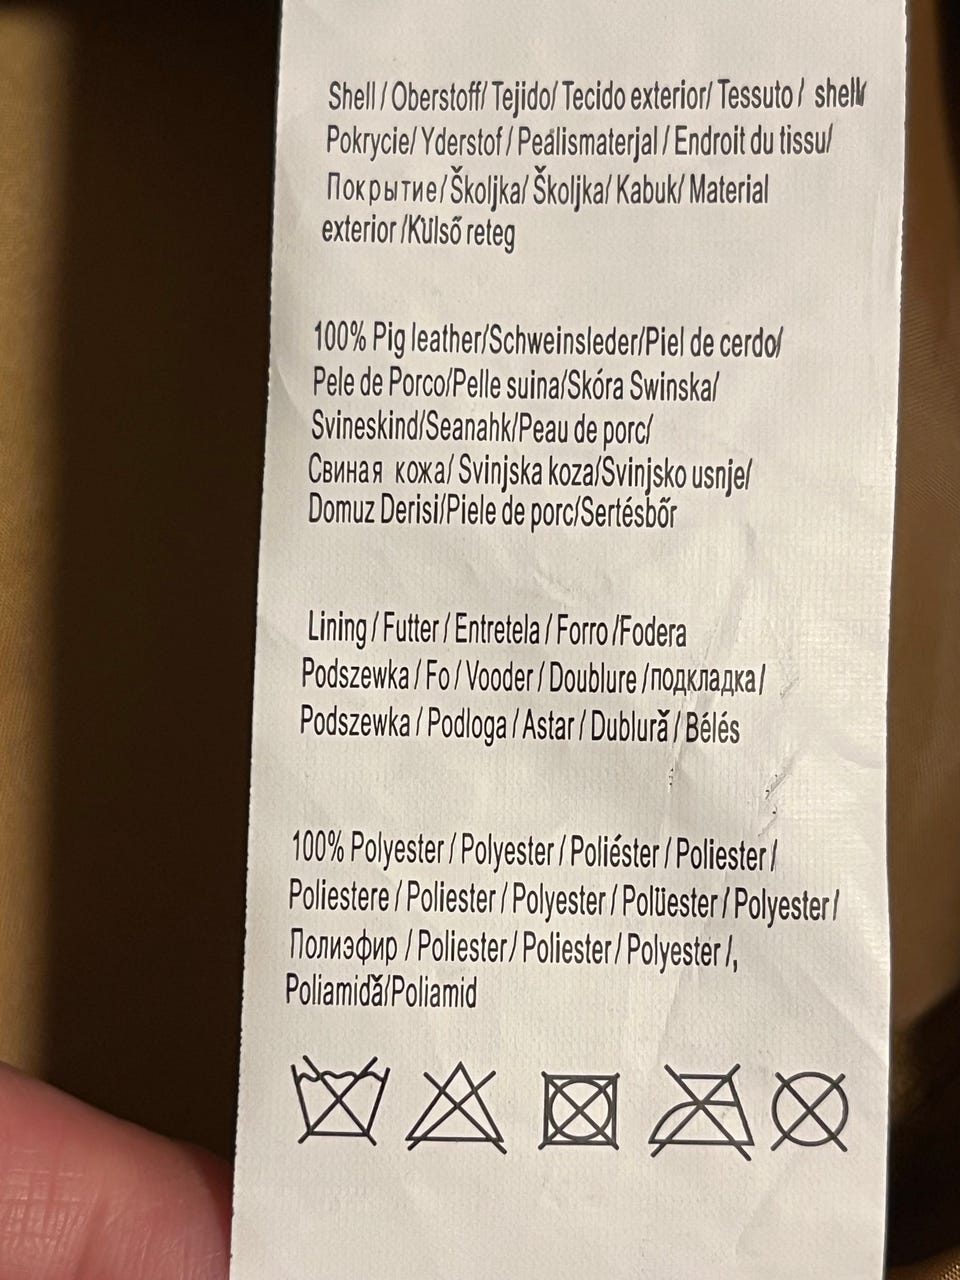 Shell / Oberstoff/ Tejido/ Tecido exterior/ Tessuto / shell/
Pokrycie/ Yderstof / Peâlismaterjal / Endroit du tissu/
Покрытие/ Školjka/ Školjka/ Kabuk/ Material
exterior /Külső reteg
100% Pig leather/Schweinsleder/Piel de cerdo/
Pele de Porco/Pelle suina/Skóra Swinska/
Svineskind/Seanahk/Peau de porc/
Свиная кожа/ Svinjska koza/Svinjsko usnje/
Domuz Derisi/Piele de porc/Sertésbőr
Lining / Futter / Entretela / Forro /Fodera
Podszewka / Fo / Vooder / Doublure /подкладка/
Podszewka / Podloga / Astar / Dublură / Bélés
100% Polyester / Polyester / Poliéster / Poliester /
Poliestere / Poliester / Polyester / Polüester / Polyester /
Полиэфир / Poliester / Poliester / Polyester /,
Poliamidă/Poliamid